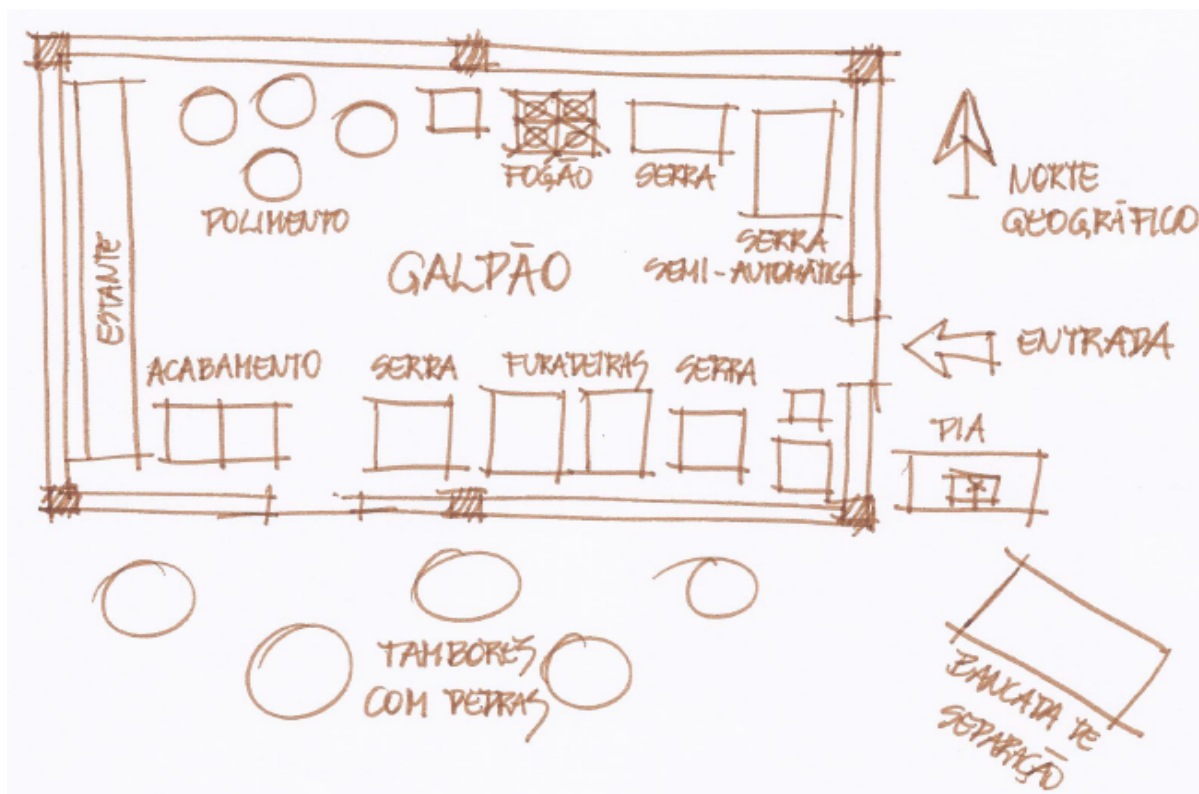 FOGÃO
SERRA
POLIMENTO
NORTE
GEOGRÁFICO
SERRA
SEMI-AUTOMÁTICA
GALPÃO
ESTANTE
ENTRADA
ACABAMENTO
SERRA
FURADEIRAS
SERRA
PIA
TAMBORES
COM PEDRAS
BANCADA DE
SEPARAÇÃO